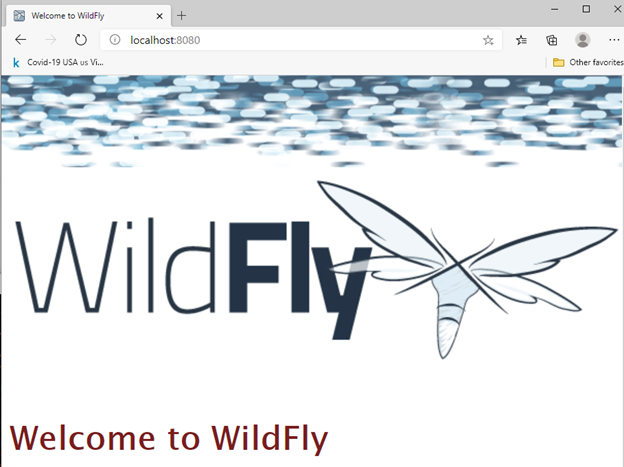 Welcome to WildFly
localhost:8080
Covid-19 USA us Vi...
Other favorites
WildFly
Welcome to WildFly